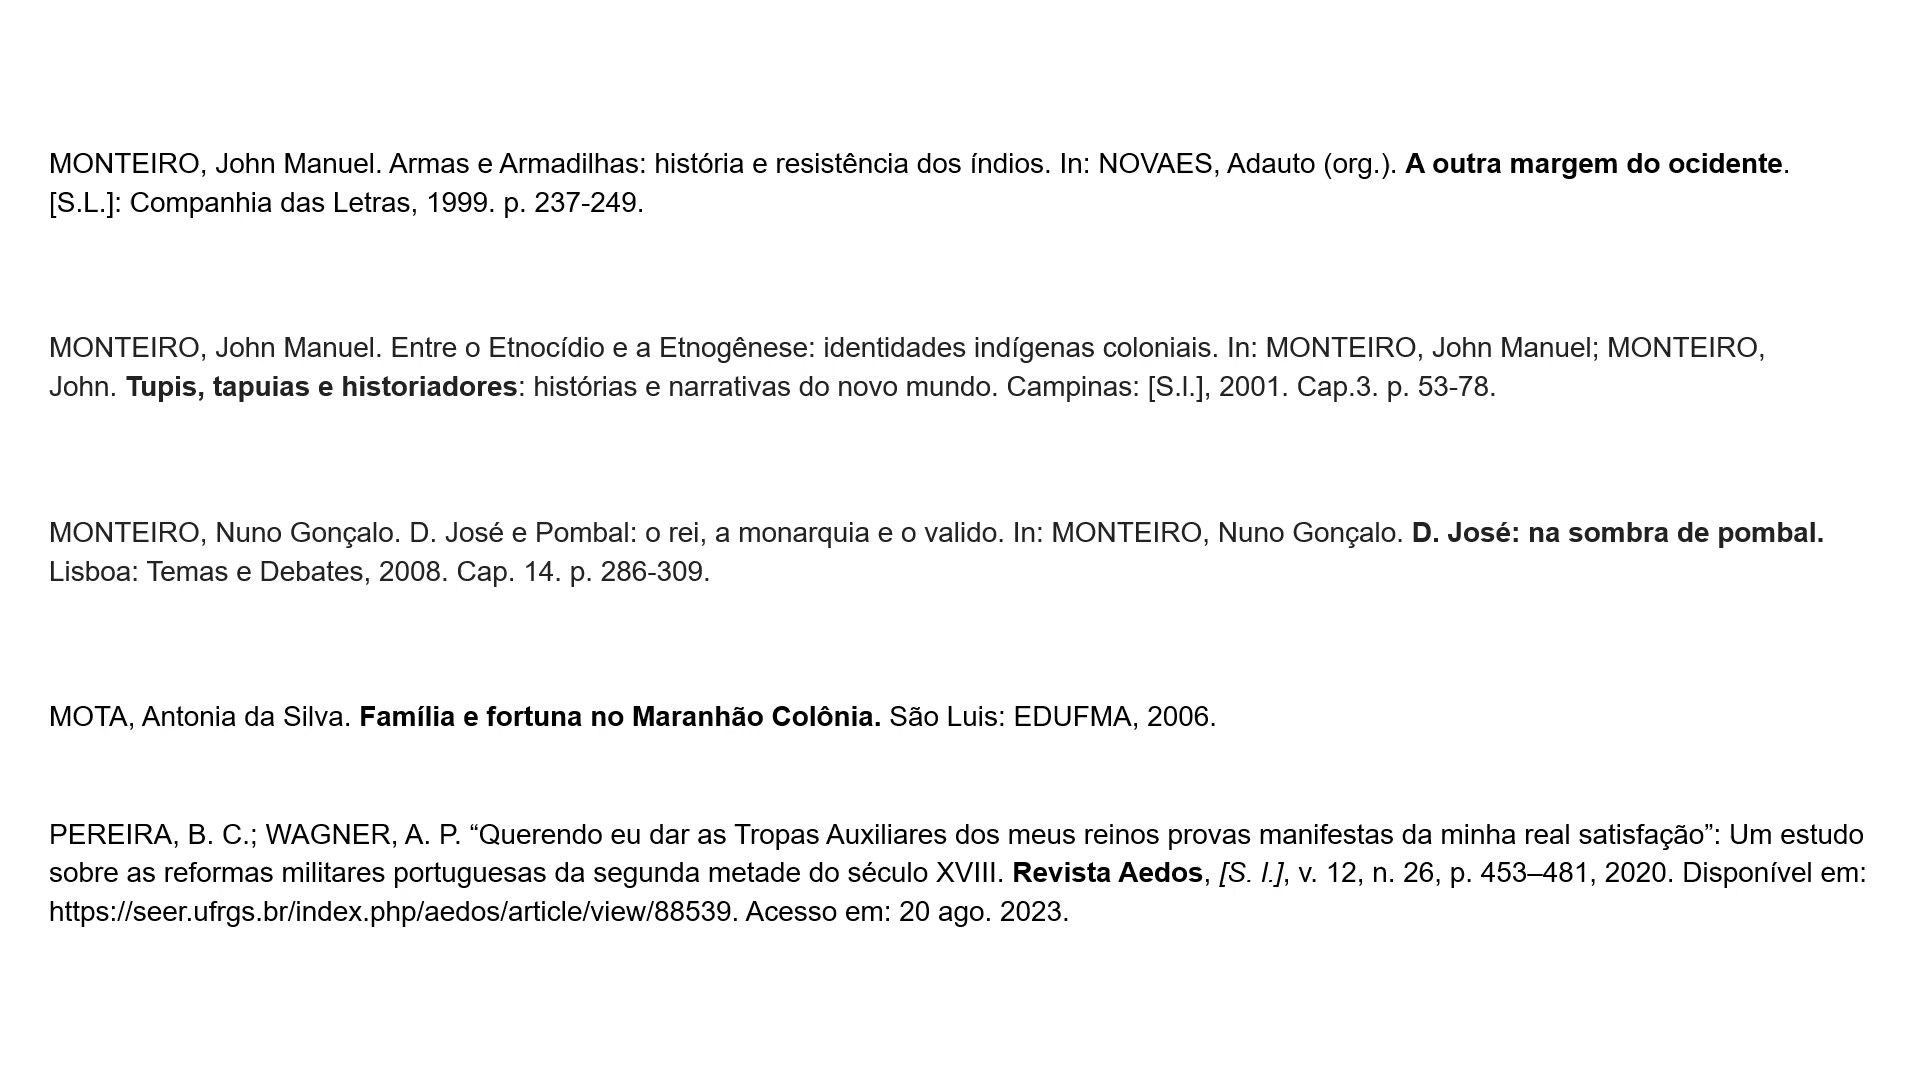 MONTEIRO, John Manuel. Armas e Armadilhas: história e resistência dos índios. In: NOVAES, Adauto (org.). A outra margem do ocidente.
[S.L.]: Companhia das Letras, 1999. p. 237-249.
MONTEIRO, John Manuel. Entre o Etnocídio e a Etnogênese: identidades indígenas coloniais. In: MONTEIRO, John Manuel; MONTEIRO,
John. Tupis, tapuias e historiadores: histórias e narrativas do novo mundo. Campinas: [S.l.], 2001. Cap.3. p. 53-78.
MONTEIRO, Nuno Gonçalo. D. José e Pombal: o rei, a monarquia e o valido. In: MONTEIRO, Nuno Gonçalo. D. José: na sombra de pombal.
Lisboa: Temas e Debates, 2008. Cap. 14. p. 286-309.
MOTA, Antonia da Silva. Família e fortuna no Maranhão Colônia. São Luis: EDUFMA, 2006.
PEREIRA, B. C.; WAGNER, A. P. “Querendo eu dar as Tropas Auxiliares dos meus reinos provas manifestas da minha real satisfação”: Um estudo
sobre as reformas militares portuguesas da segunda metade do século XVIII. Revista Aedos, [S. l.], v. 12, n. 26, p. 453–481, 2020. Disponível em:
https://seer.ufrgs.br/index.php/aedos/article/view/88539. Acesso em: 20 ago. 2023.